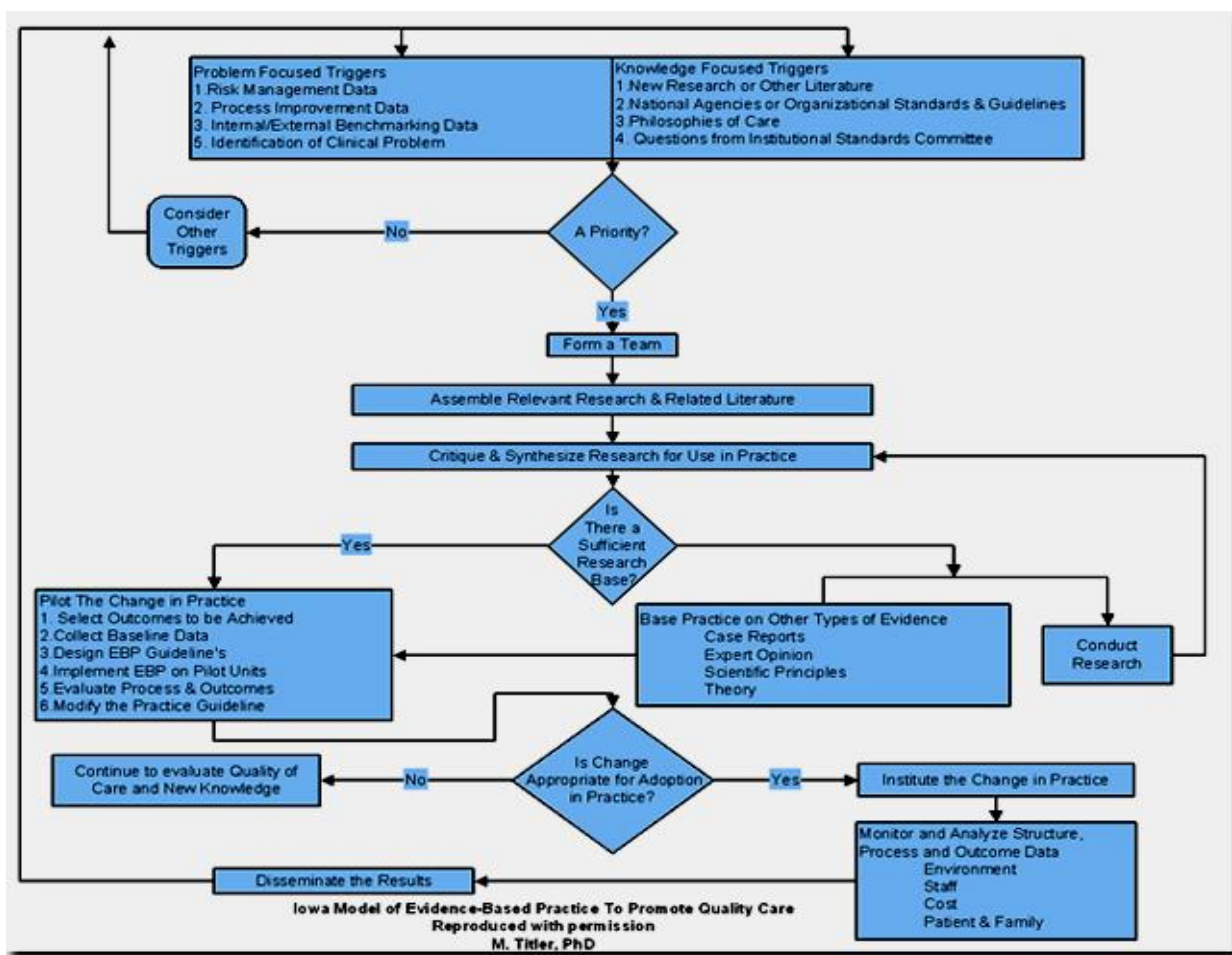 Problem Focused Triggers
1.Risk Management Data
2. Process Improvement Data
3. Internal/External Benchmarking Data
5. Identification of Clinical Problem
Knowledge Focused Triggers
1.New Research or Other Literature
2.National Agencies or Organizational Standards & Guidelines
3.Philosophies of Care
4. Questions from Institutional Standards Committee
Consider
Other
Triggers
No
A Priority?
Yes
Form a Team
Assemble Relevant Research & Related Literature
Critique & Synthesize Research for Use in Practice
Is
There a
Sufficient
Research
Base?
Yes
Pilot The Change in Practice
1. Select Outcomes to be Achieved
2.Collect Baseline Data
3.Design EBP Guideline's
4.Implement EBP on Pilot Units
5.Evaluate Process & Outcomes
6.Modify the Practice Guideline
Base Practice on Other Types of Evidence
Case Reports
Expert Opinion
Scientific Principles
Theory
Conduct
Research
Continue to evaluate Quality of
Care and New Knowledge
No
Is Change
Appropriate for Adoption
in Practice?
Yes
Institute the Change in Practice
Monitor and Analyze Structure,
Process and Outcome Data
Environment
Staff
Cost
Patient & Family
Disseminate the Results
Iowa Model of Evidence-Based Practice To Promote Quality Care
Reproduced with permission
M. Titler, PhD